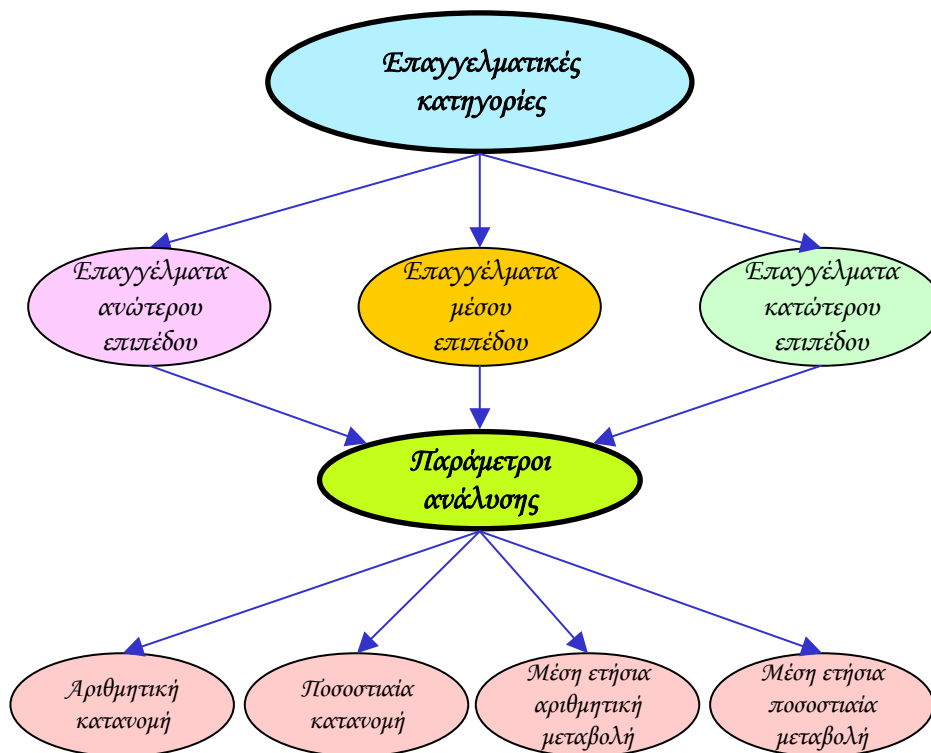 Επαγγελματικές
κατηγορίες
Επαγγέλματα
ανώτερου
επιπέδου
Επαγγέλματα
μέσου
επιπέδου
Επαγγέλματα
κατώτερου
επιπέδου
Παράμετροι
ανάλυσης
Αριθμητική
κατανομή
Ποσοστιαία
κατανομή
Μέση ετήσια
αριθμητική
μεταβολή
Μέση ετήσια
ποσοστιαία
μεταβολή